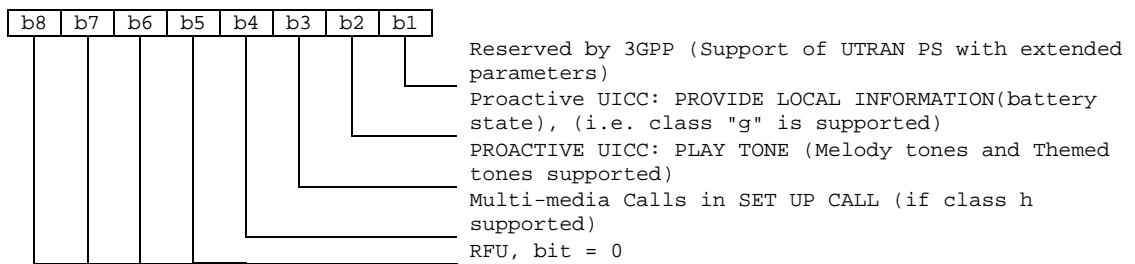 b8 b7 b6 b5 b4 b3 b2 b1
Reserved by 3GPP (Support of UTRAN PS with extended
parameters)
Proactive UICC: PROVIDE LOCAL INFORMATION(battery
state), (i.e. class "g" is supported)
PROACTIVE UICC: PLAY TONE (Melody tones and Themed
tones supported)
Multi-media Calls in SET UP CALL (if class h
supported)
RFU, bit = 0